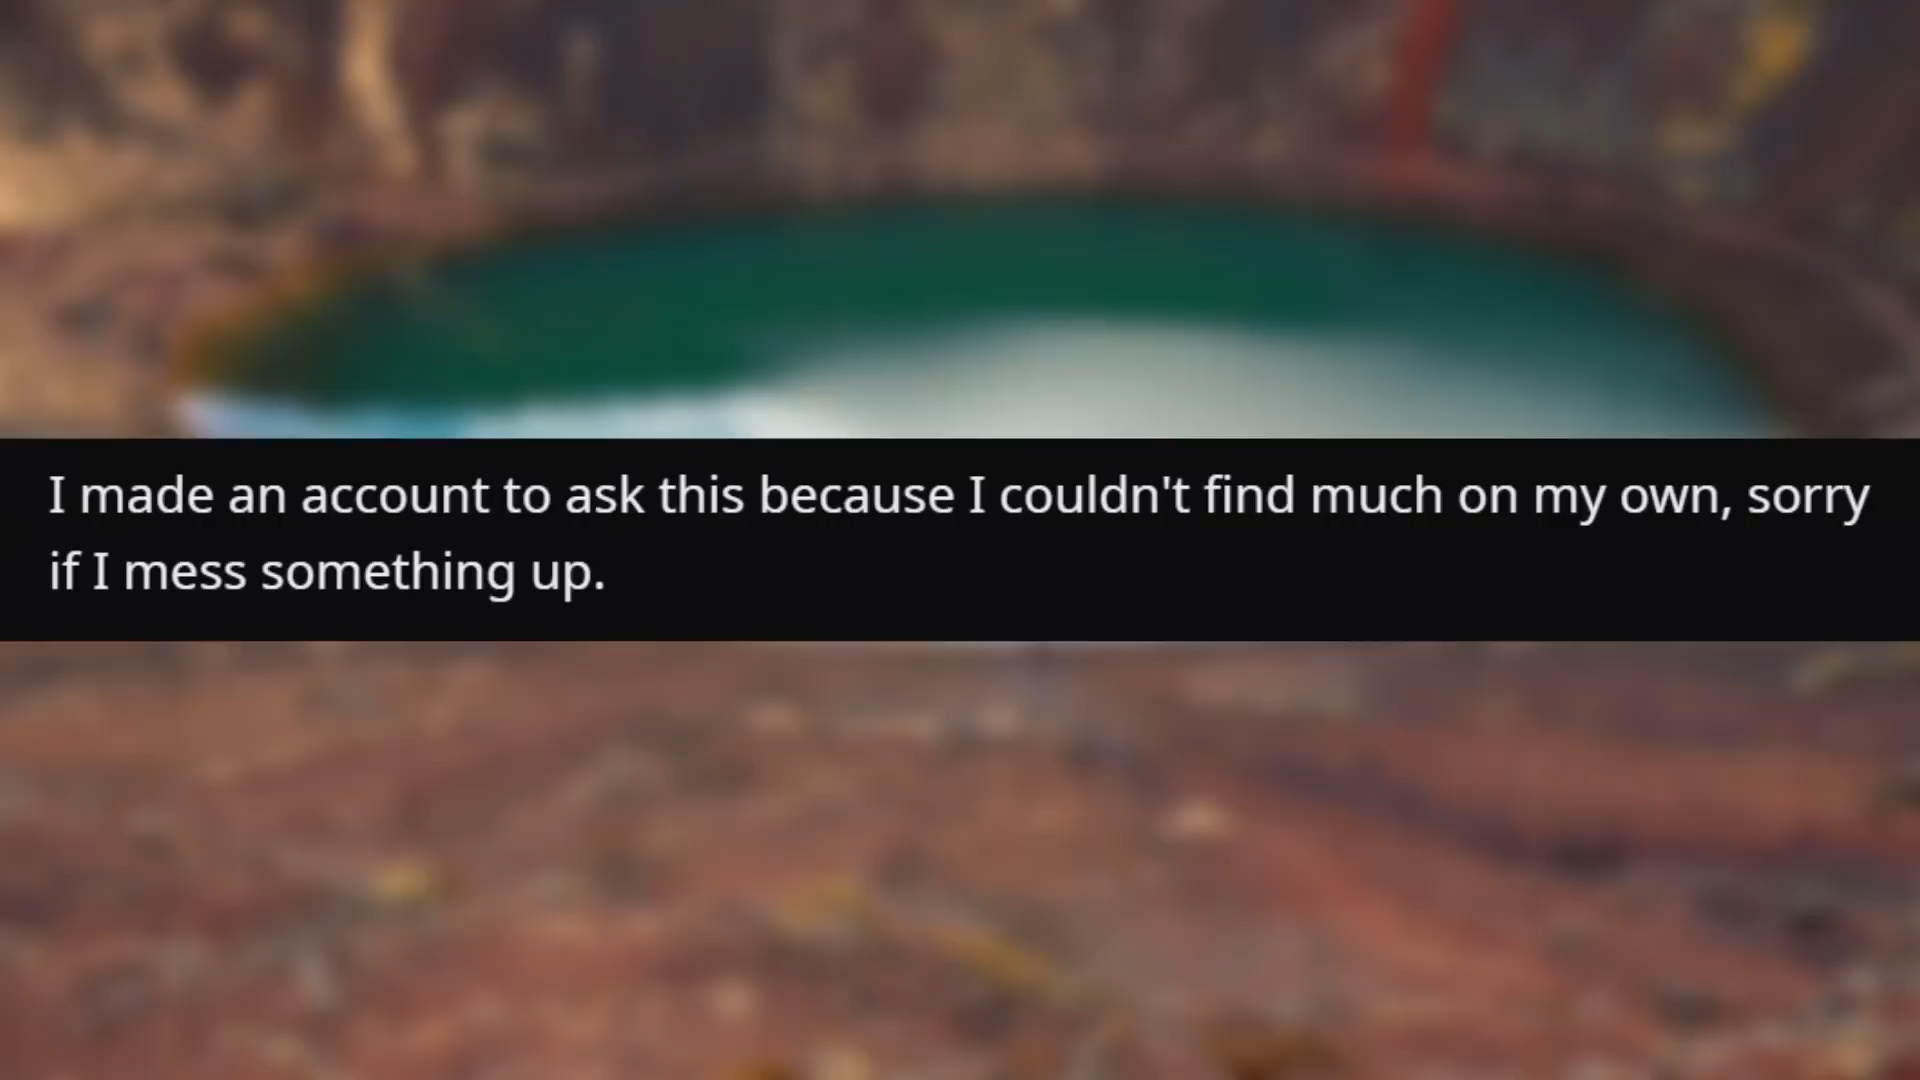 I made an account to ask this because I couldn't find much on my own, sorry
if I mess something up.